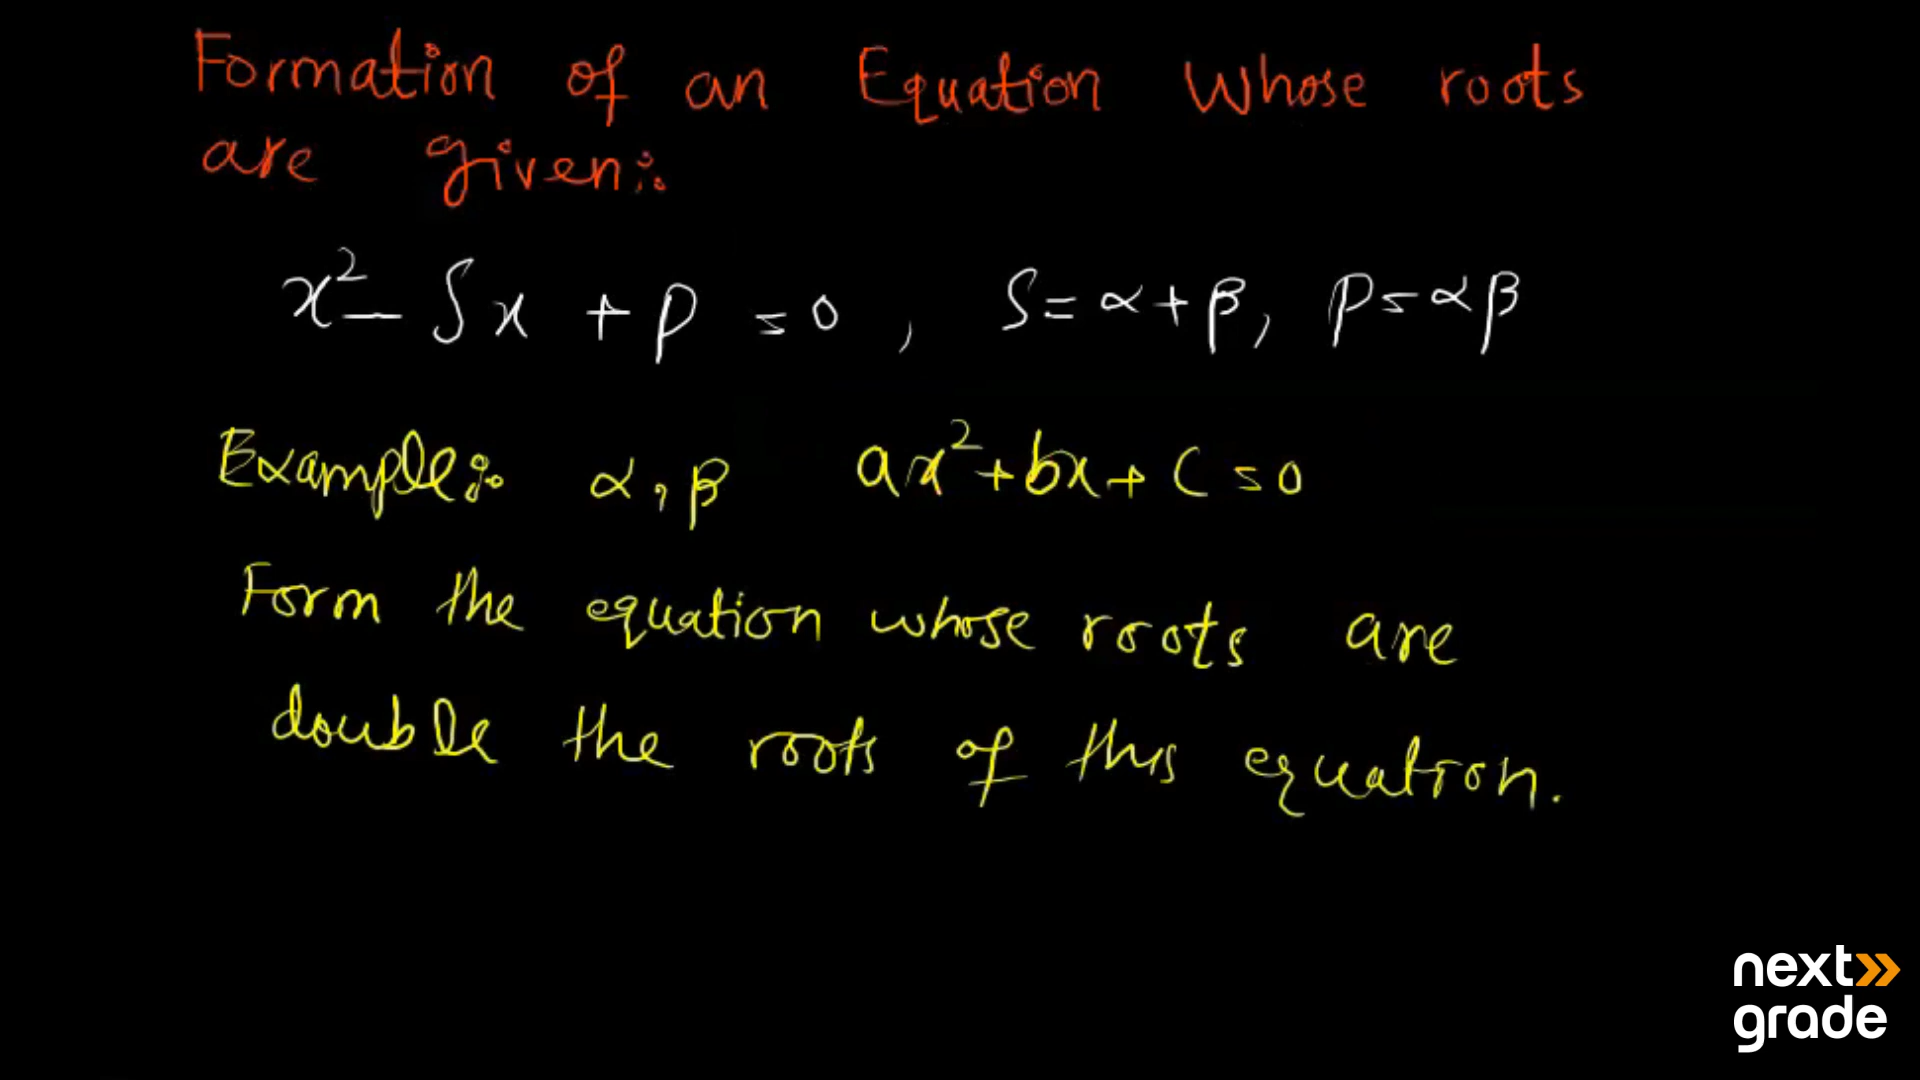 Formation of an Equation Whose roots
are given:
x² - Sx + P = 0 , S = α + β, P = αβ
Example: α, β ax² + bx + c = 0
Form the equation whose roots are
double the roots of this equation.
next
grade